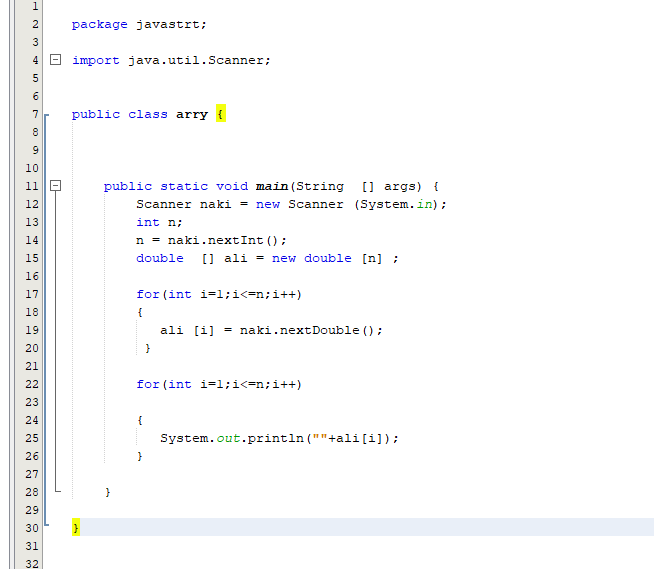 1
2 package javastrt;
3
4 import java.util.Scanner;
5
6
7 public class arry {
8
9
10
11 public static void main(String  [] args) {
12 Scanner naki = new Scanner (System.in);
13 int n;
14 n = naki.nextInt();
15 double  [] ali = new double [n] ;
16
17 for(int i=1;i<=n;i++)
18 {
19 ali [i] = naki.nextDouble();
20 }
21
22 for(int i=1;i<=n;i++)
23
24 {
25 System.out.println(""+ali[i]);
26 }
27
28 }
29
30 }
31
32